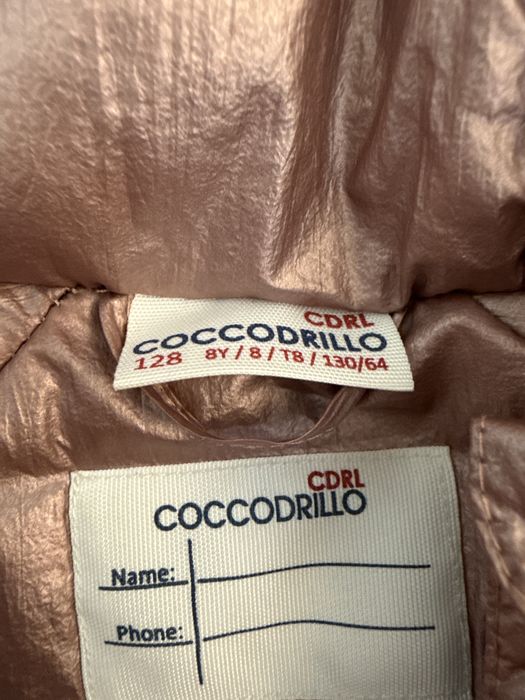 CDRL
COCCODRILLO
128 8Y / 8 / T8 / 130/64
CDRL
COCCODRILLO
Name:
Phone: